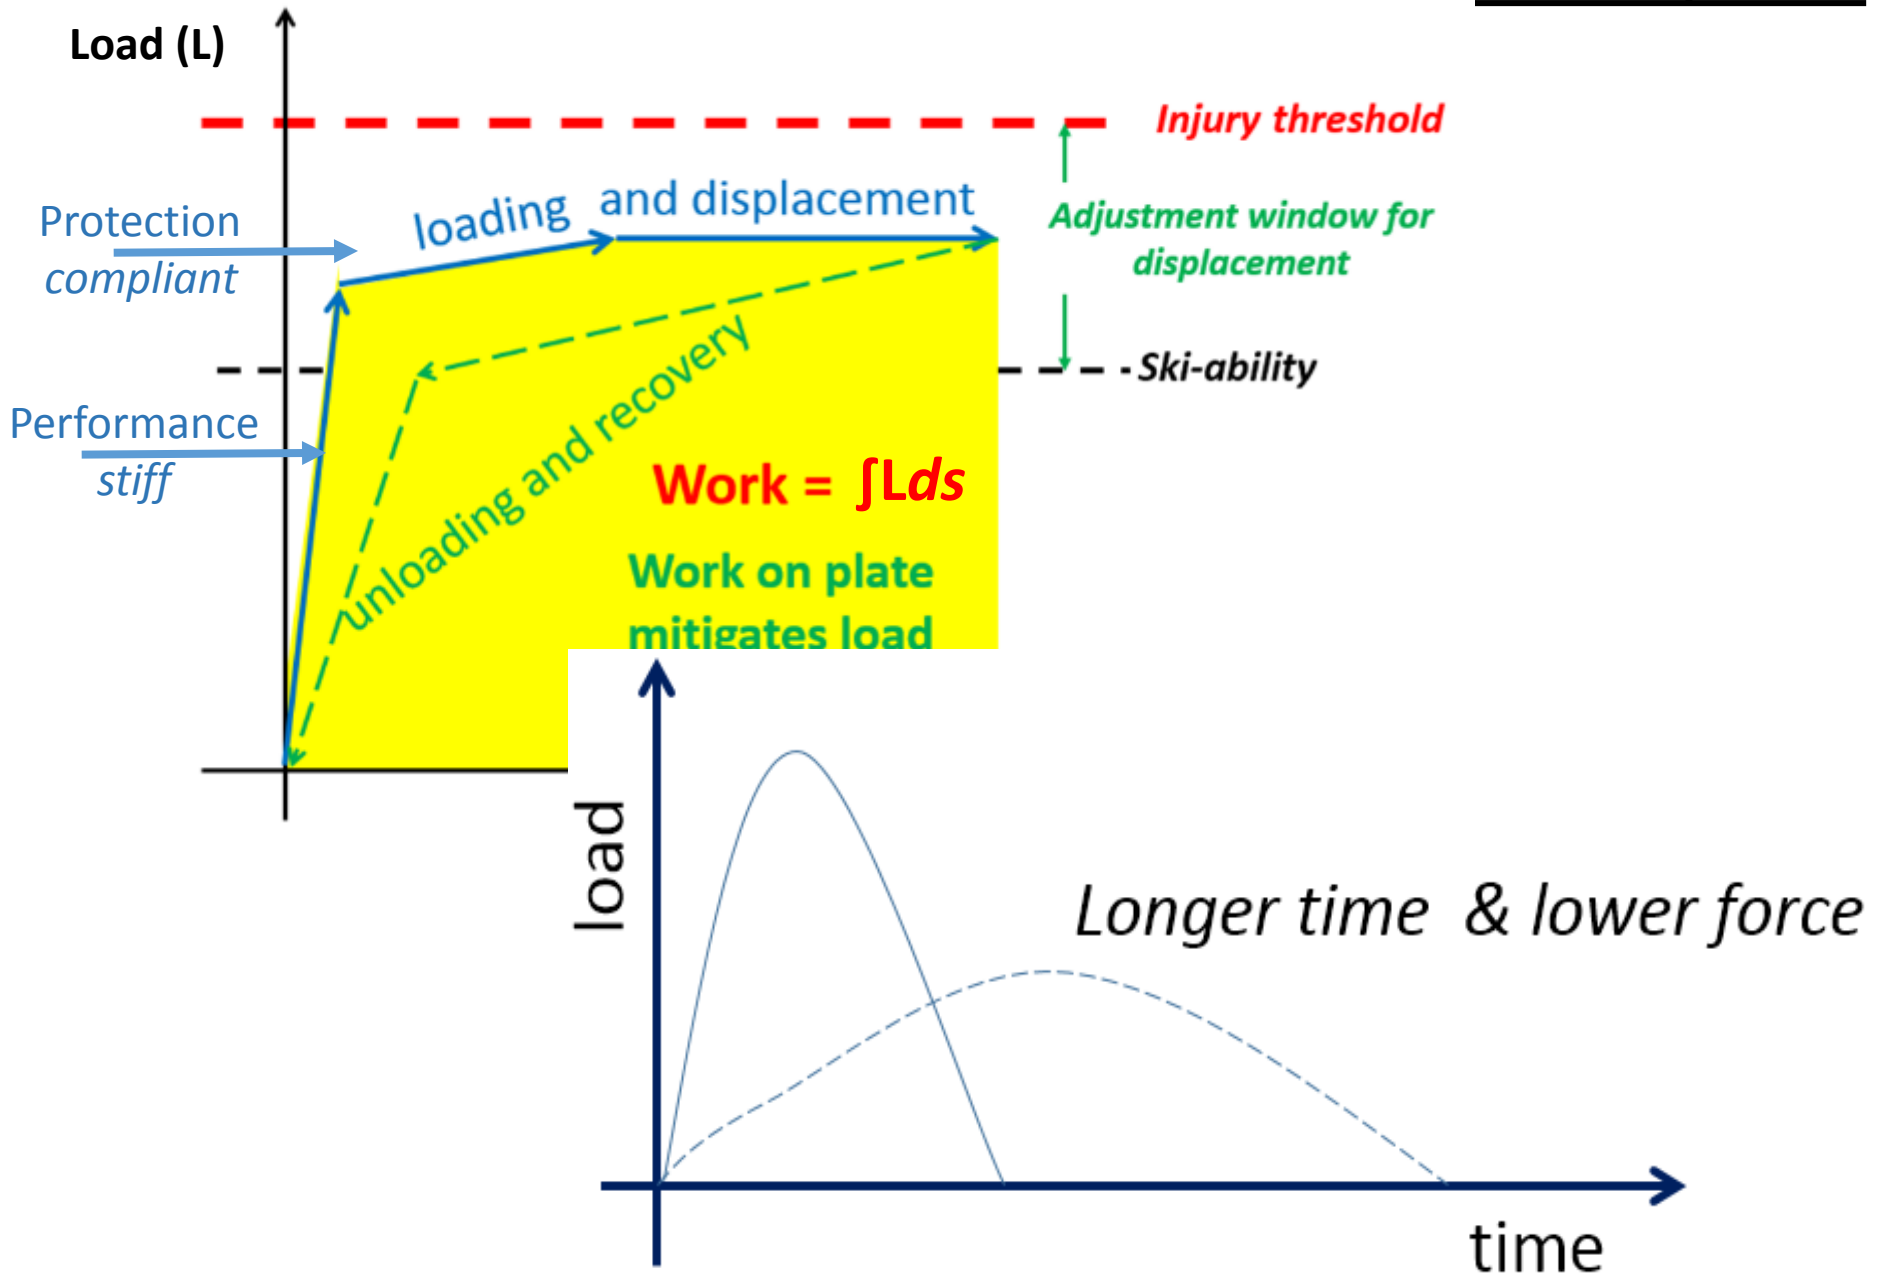 Load (L)
Injury threshold
Protection
compliant
loading and displacement
Adjustment window for
displacement
Ski-ability
Performance
stiff
unloading and recovery
Work = ∫Lds
Work on plate
mitigates load
load
Longer time & lower force
time